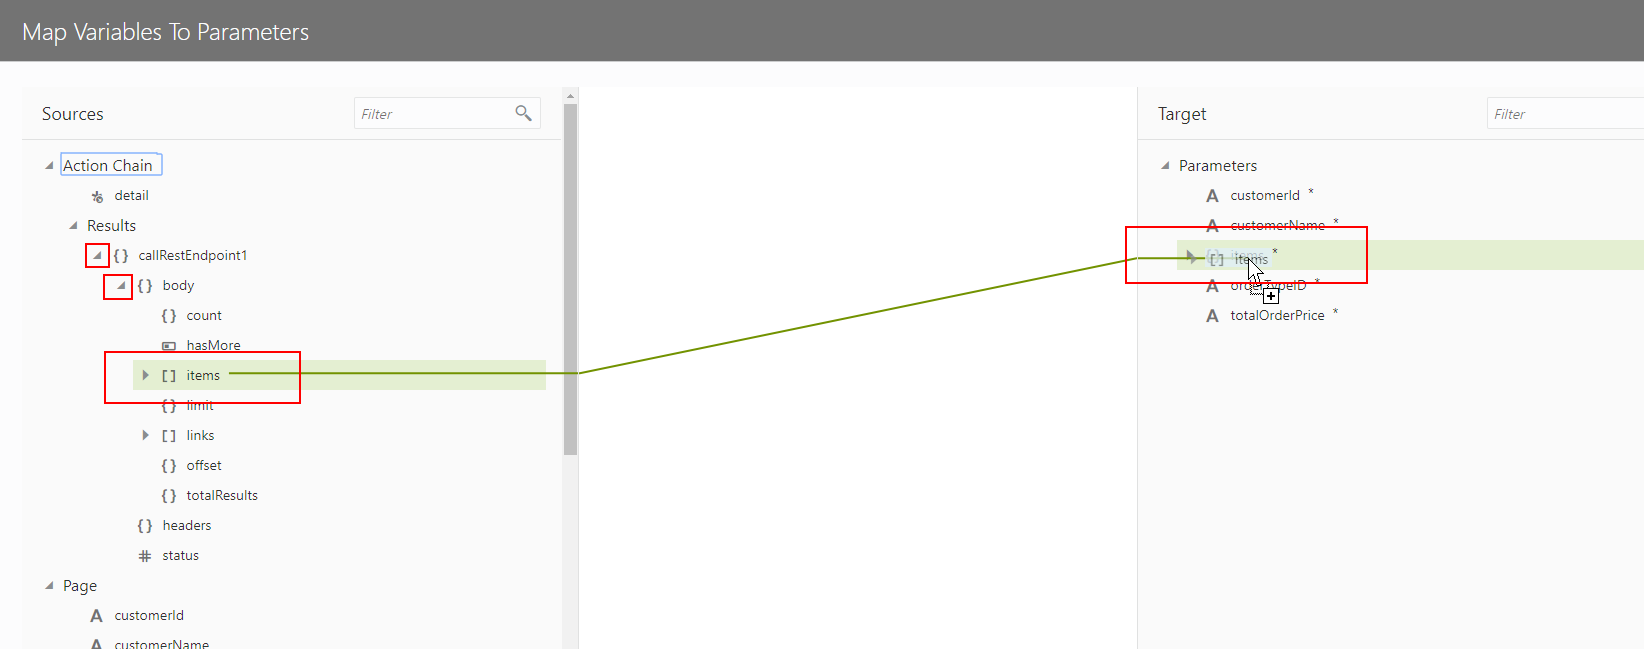 Map Variables To Parameters
Sources
Filter
Action Chain
detail
Results
{} callRestEndpoint1
{} body
{} count
hasMore
[] items
{} limit
[] links
{} offset
{} totalResults
{} headers
# status
Page
A customerId
A customerName
Target
Filter
Parameters
A customerId *
A customerName *
[] items *
A orderTypeID *
A totalOrderPrice *